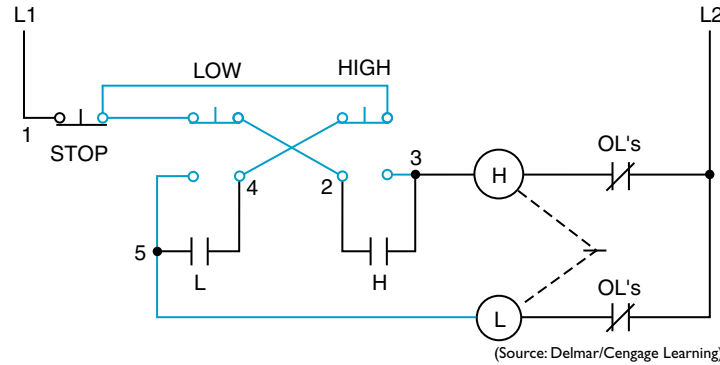 L1
L2
LOW
HIGH
1
STOP
OL's
3
H
4
2
5
L
H
OL's
L
(Source: Delmar/Cengage Learning)